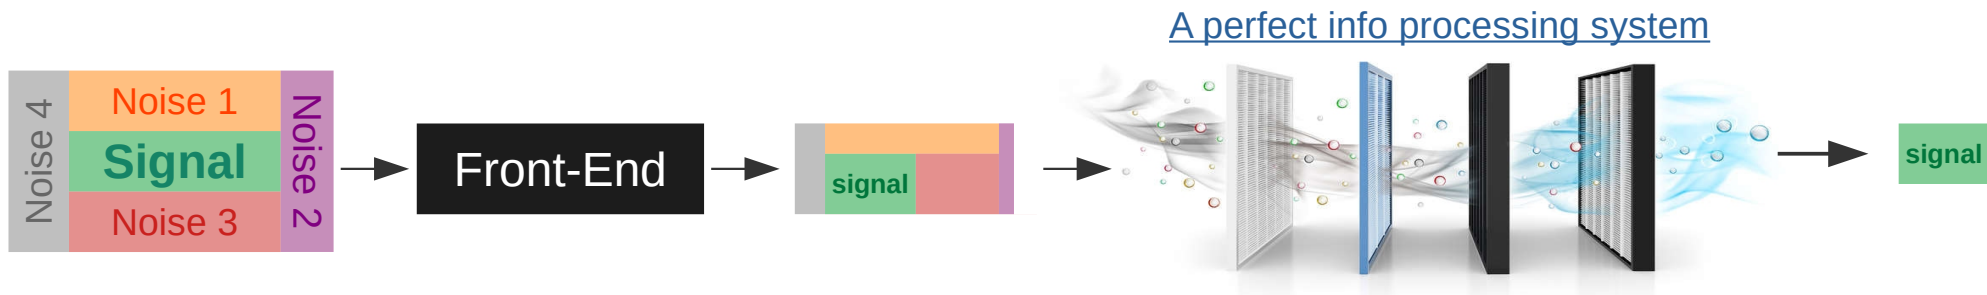 A perfect info processing system
Noise 4
Noise 1
Signal
Noise 3
Noise 2
Front-End
signal
signal